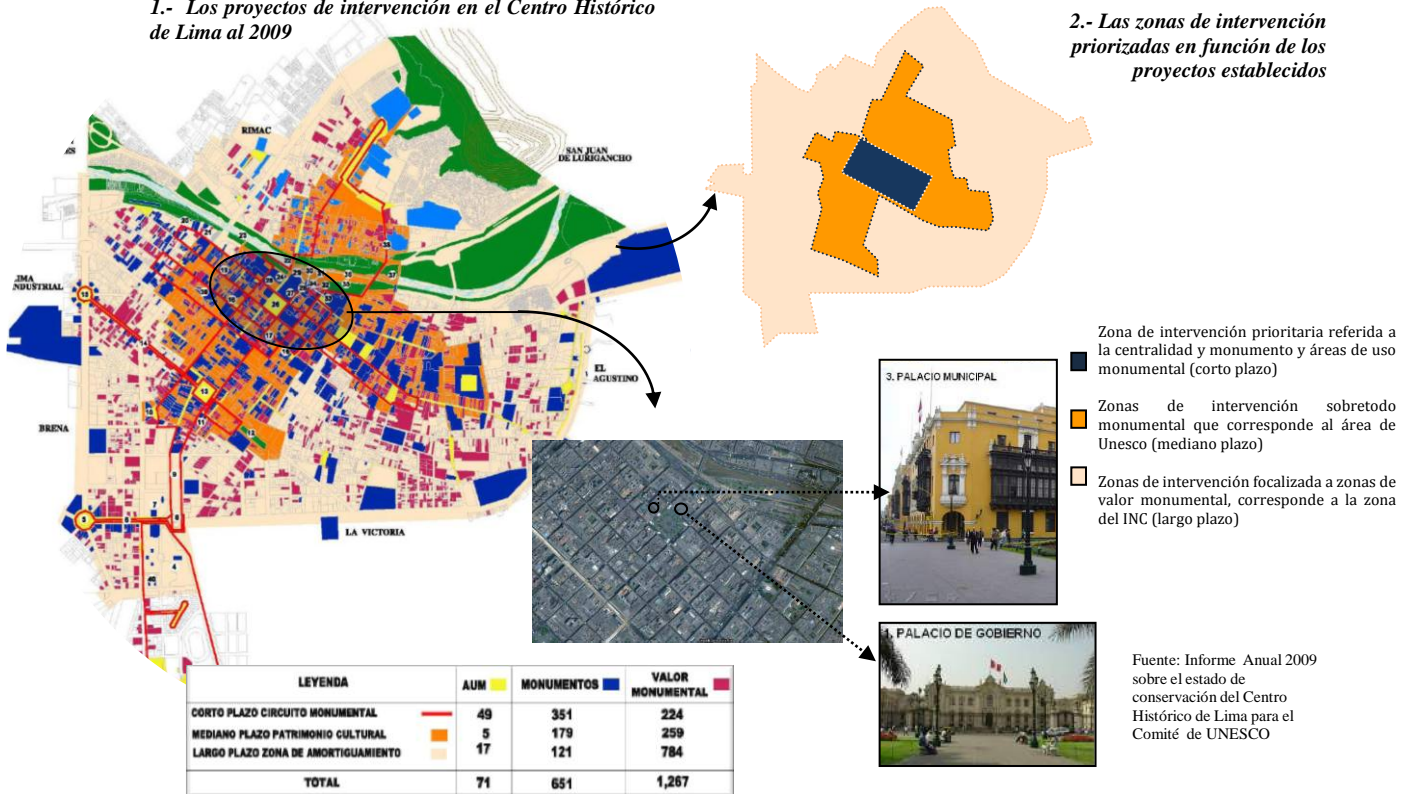 1.- Los proyectos de intervención en el Centro Histórico
de Lima al 2009
2.- Las zonas de intervención
priorizadas en función de los
proyectos establecidos
RIMAC
SAN JUAN
DE LURIGANCHO
LIMA
INDUSTRIAL
BRENA
EL
AGUSTINO
LA VICTORIA
Zona de intervención prioritaria referida a
la centralidad y monumento y áreas de uso
monumental (corto plazo)
Zonas de intervención sobretodo
monumental que corresponde al área de
Unesco (mediano plazo)
Zonas de intervención focalizada a zonas de
valor monumental, corresponde a la zona
del INC (largo plazo)
3. PALACIO MUNICIPAL
1. PALACIO DE GOBIERNO
Fuente: Informe Anual 2009
sobre el estado de
conservación del Centro
Histórico de Lima para el
Comité de UNESCO
LEYENDA AUM MONUMENTOS VALOR
MONUMENTAL
CORTO PLAZO CIRCUITO MONUMENTAL 49 351 224
MEDIANO PLAZO PATRIMONIO CULTURAL 5 179 259
LARGO PLAZO ZONA DE AMORTIGUAMIENTO 17 121 784
TOTAL 71 651 1,267